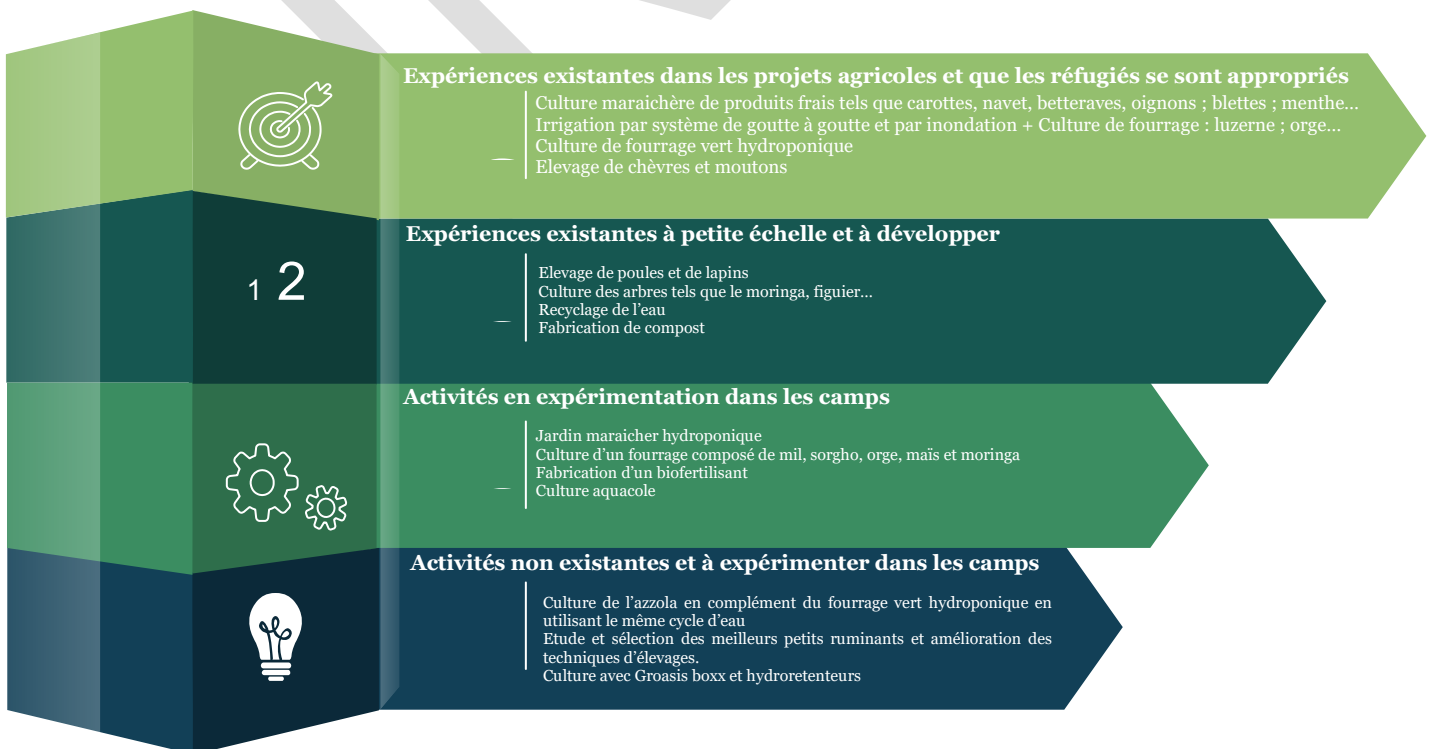 Expériences existantes dans les projets agricoles et que les réfugiés se sont appropriés
Culture maraichère de produits frais tels que carottes, navet, betteraves, oignons ; blettes ; menthe...
Irrigation par système de goutte à goutte et par inondation + Culture de fourrage : luzerne ; orge...
Culture de fourrage vert hydroponique
Elevage de chèvres et moutons
Expériences existantes à petite échelle et à développer
1 2
Elevage de poules et de lapins
Culture des arbres tels que le moringa, figuier...
Recyclage de l'eau
Fabrication de compost
Activités en expérimentation dans les camps
Jardin maraicher hydroponique
Culture d'un fourrage composé de mil, sorgho, orge, maïs et moringa
Fabrication d'un biofertilisant
Culture aquacole
Activités non existantes et à expérimenter dans les camps
Culture de l'azzola en complément du fourrage vert hydroponique en
utilisant le même cycle d'eau
Etude et sélection des meilleurs petits ruminants et amélioration des
techniques d'élevages.
Culture avec Groasis boxx et hydroretenteurs